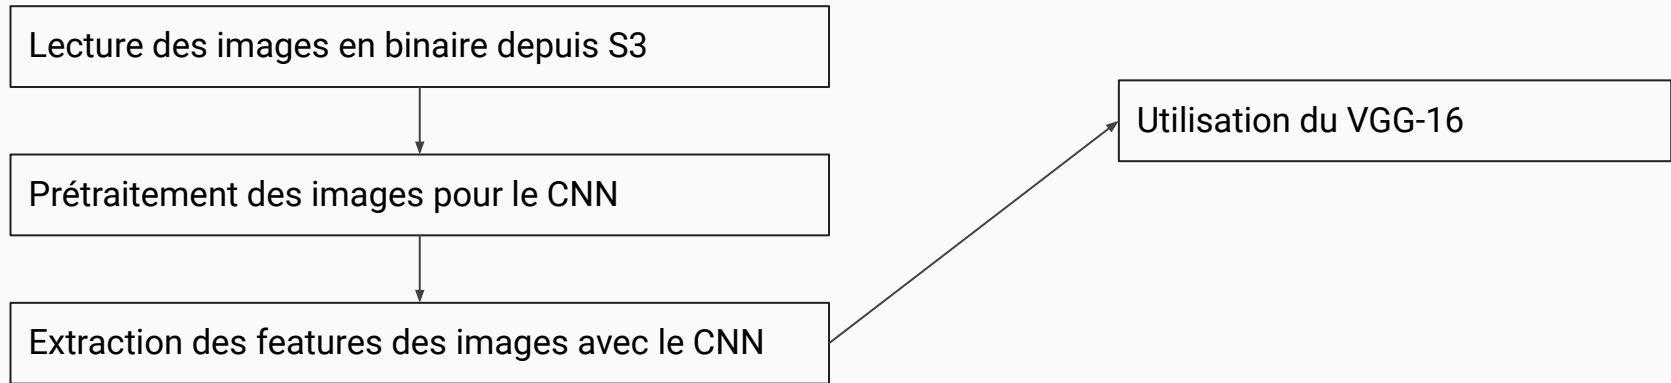 Lecture des images en binaire depuis S3
Prétraitement des images pour le CNN
Extraction des features des images avec le CNN
Utilisation du VGG-16